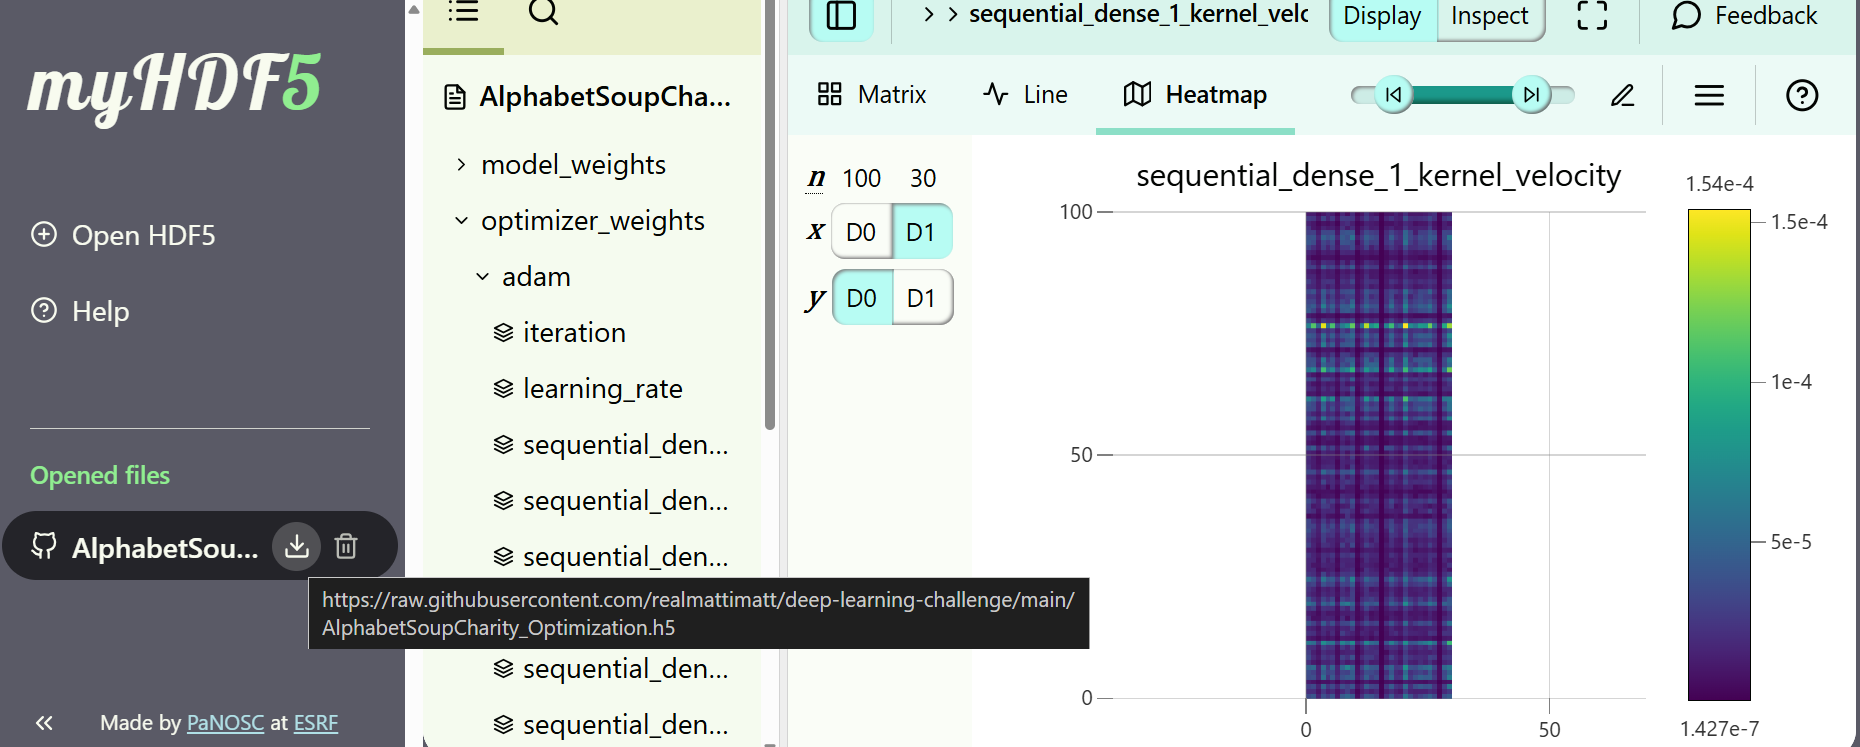 myHDF5
Open HDF5
Help
Opened files
AlphabetSou...
Made by PaNOSC at ESRF
AlphabetSoupCha...
model_weights
optimizer_weights
adam
iteration
learning_rate
sequential_den...
sequential_den...
sequential_den...
https://raw.githubusercontent.com/realmattimatt/deep-learning-challenge/main/
AlphabetSoupCharity_Optimization.h5
sequential_den...
sequential_den...
sequential_dense_1_kernel_velo
Display
Inspect
Feedback
Matrix
Line
Heatmap
n 100 30
x D0 D1
y D0 D1
sequential_dense_1_kernel_velocity
100
50
0
0
50
1.54e-4
1.5e-4
1e-4
5e-5
1.427e-7